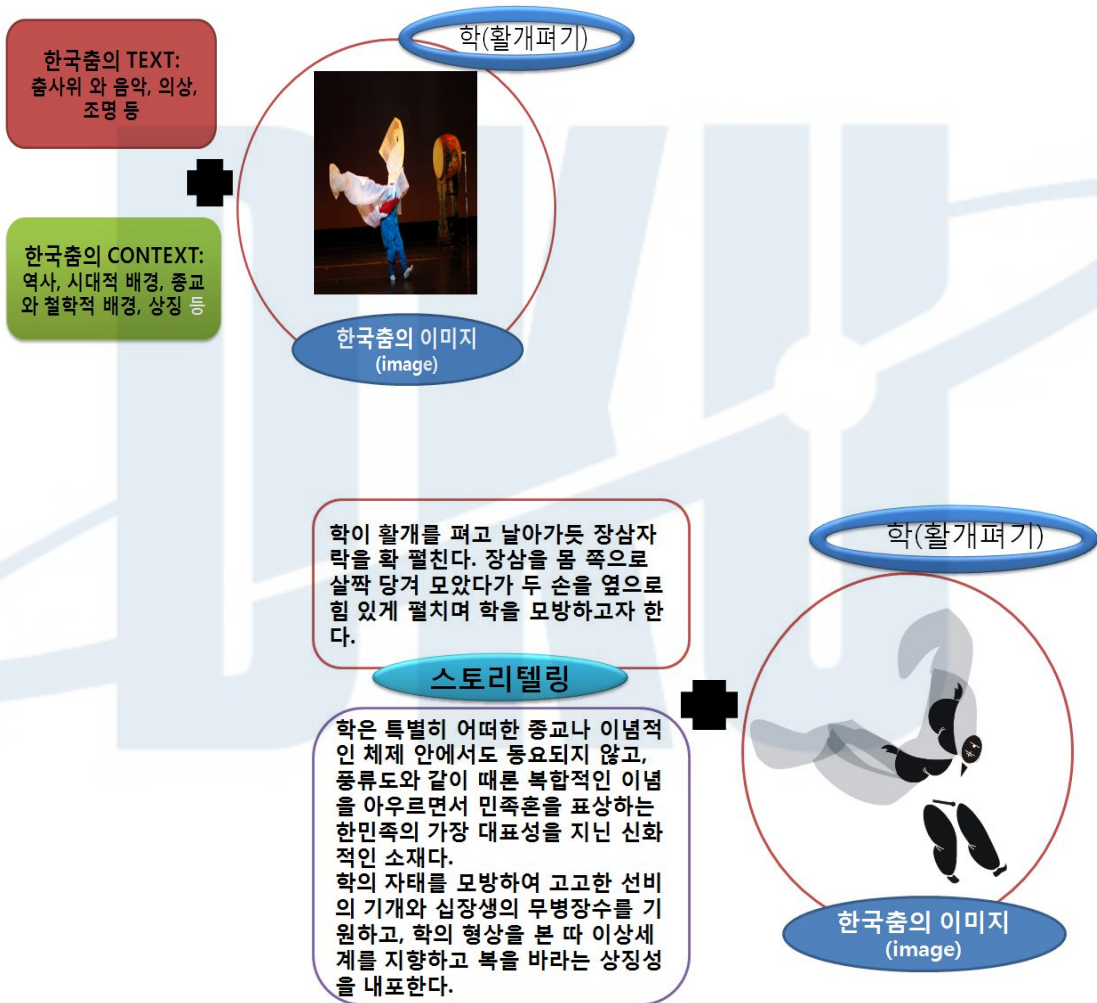 학(활개펴기)
한국춤의 TEXT:
춤사위 와 음악, 의상,
조명 등
한국춤의 CONTEXT:
역사, 시대적 배경, 종교
와 철학적 배경, 상징 등
한국춤의 이미지
(image)
학이 활개를 펴고 날아가듯 장삼자
락을 확 펼친다. 장삼을 몸 쪽으로
살짝 당겨 모았다가 두 손을 옆으로
힘 있게 펼치며 학을 모방하고자 한
다.
스토리텔링
학은 특별히 어떠한 종교나 이념적
인 체제 안에서도 동요되지 않고,
풍류도와 같이 때론 복합적인 이념
을 아우르면서 민족혼을 표상하는
한민족의 가장 대표성을 지닌 신화
적인 소재다.
학의 자태를 모방하여 고고한 선비
의 기개와 십장생의 무병장수를 기
원하고, 학의 형상을 본 따 이상세
계를 지향하고 복을 바라는 상징성
을 내포한다.
학(활개펴기)
한국춤의 이미지
(image)
DKU